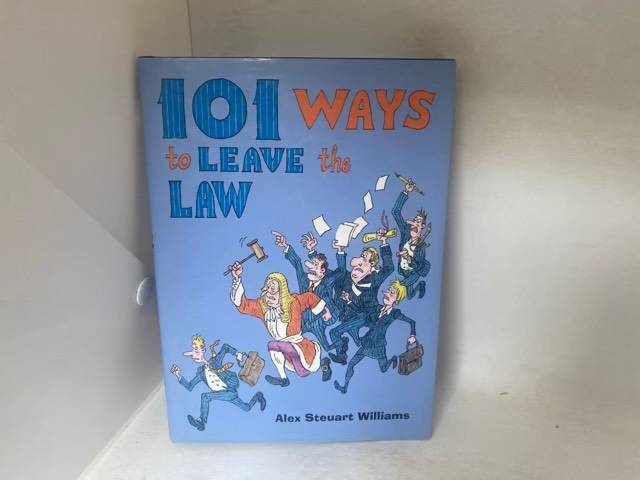 101 WAYS
to LEAVE the
LAW
Alex Steuart Williams